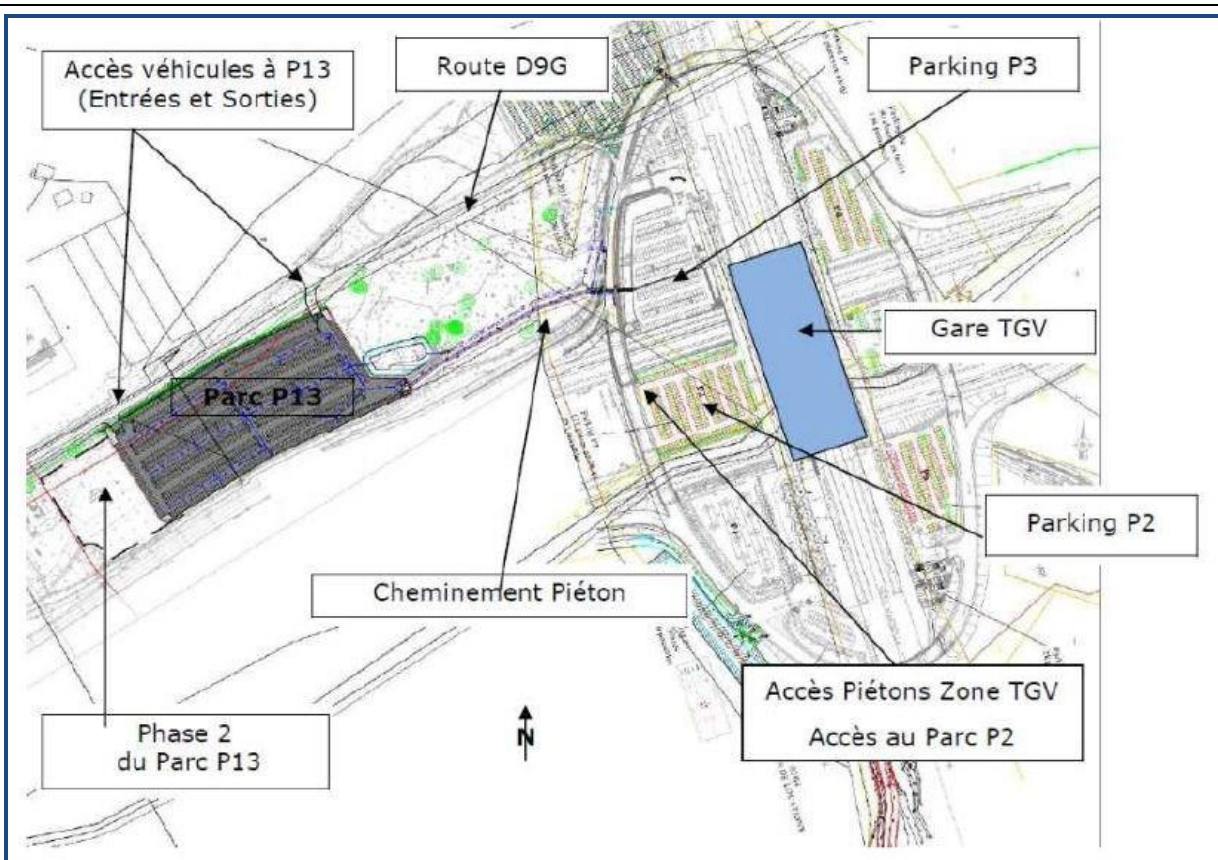 Accès véhicules à P13
(Entrées et Sorties)
Route D9G
Parking P3
Gare TGV
Parc P13
Parking P2
Cheminement Piéton
Accès Piétons Zone TGV
Accès au Parc P2
Phase 2
du Parc P13
N